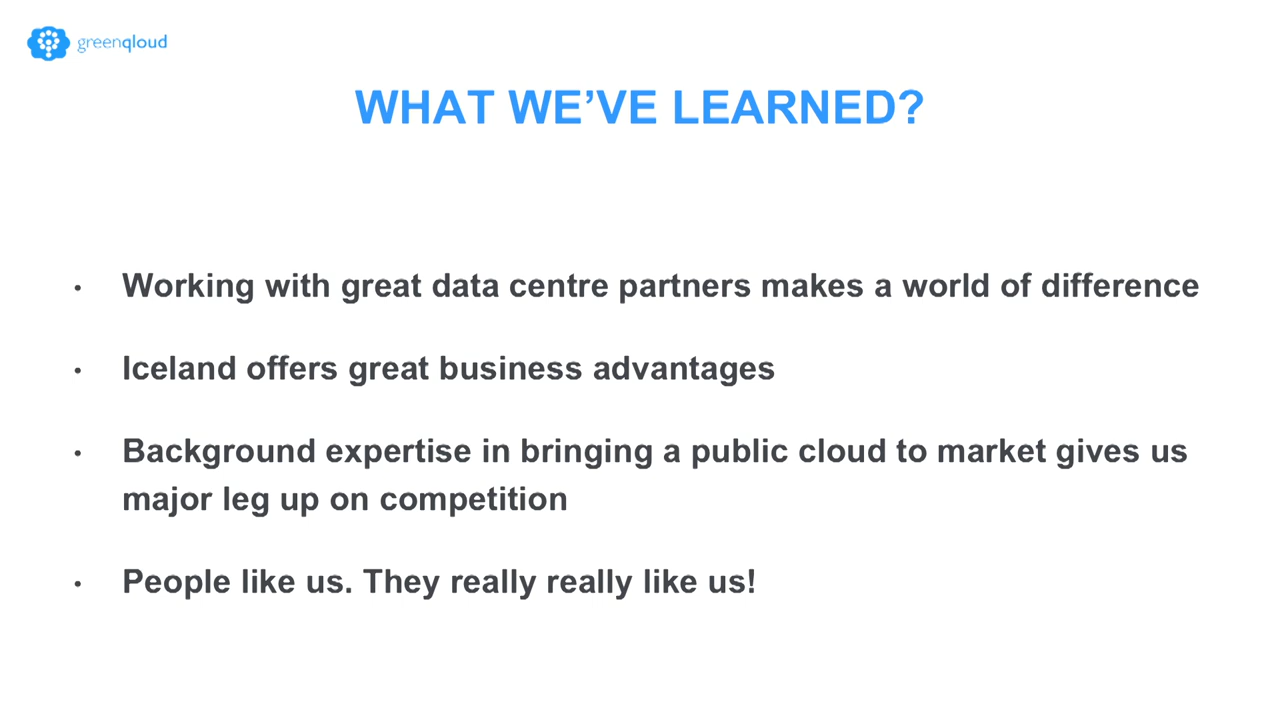 greenqloud
WHAT WE’VE LEARNED?
• Working with great data centre partners makes a world of difference
• Iceland offers great business advantages
• Background expertise in bringing a public cloud to market gives us
major leg up on competition
• People like us. They really really like us!